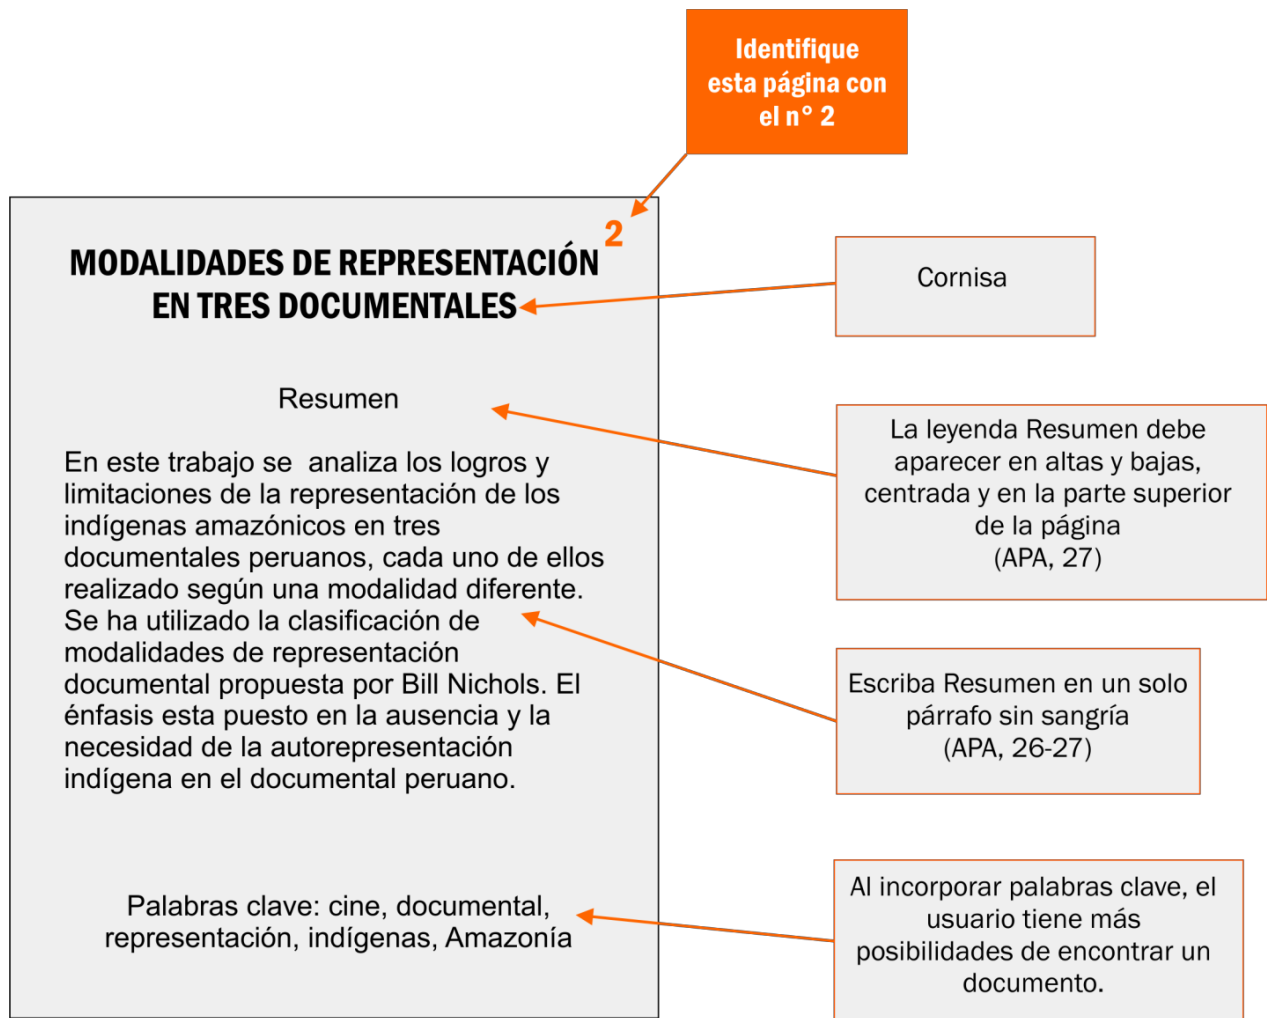 Identifique
esta página con
el n° 2
2
MODALIDADES DE REPRESENTACIÓN
EN TRES DOCUMENTALES
Cornisa
Resumen
La leyenda Resumen debe
aparecer en altas y bajas,
centrada y en la parte superior
de la página
(APA, 27)
En este trabajo se  analiza los logros y
limitaciones de la representación de los
indígenas amazónicos en tres
documentales peruanos, cada uno de ellos
realizado según una modalidad diferente.
Se ha utilizado la clasificación de
modalidades de representación
documental propuesta por Bill Nichols. El
énfasis esta puesto en la ausencia y la
necesidad de la autorepresentación
indígena en el documental peruano.
Escriba Resumen en un solo
párrafo sin sangría
(APA, 26-27)
Palabras clave: cine, documental,
representación, indígenas, Amazonía
Al incorporar palabras clave, el
usuario tiene más
posibilidades de encontrar un
documento.